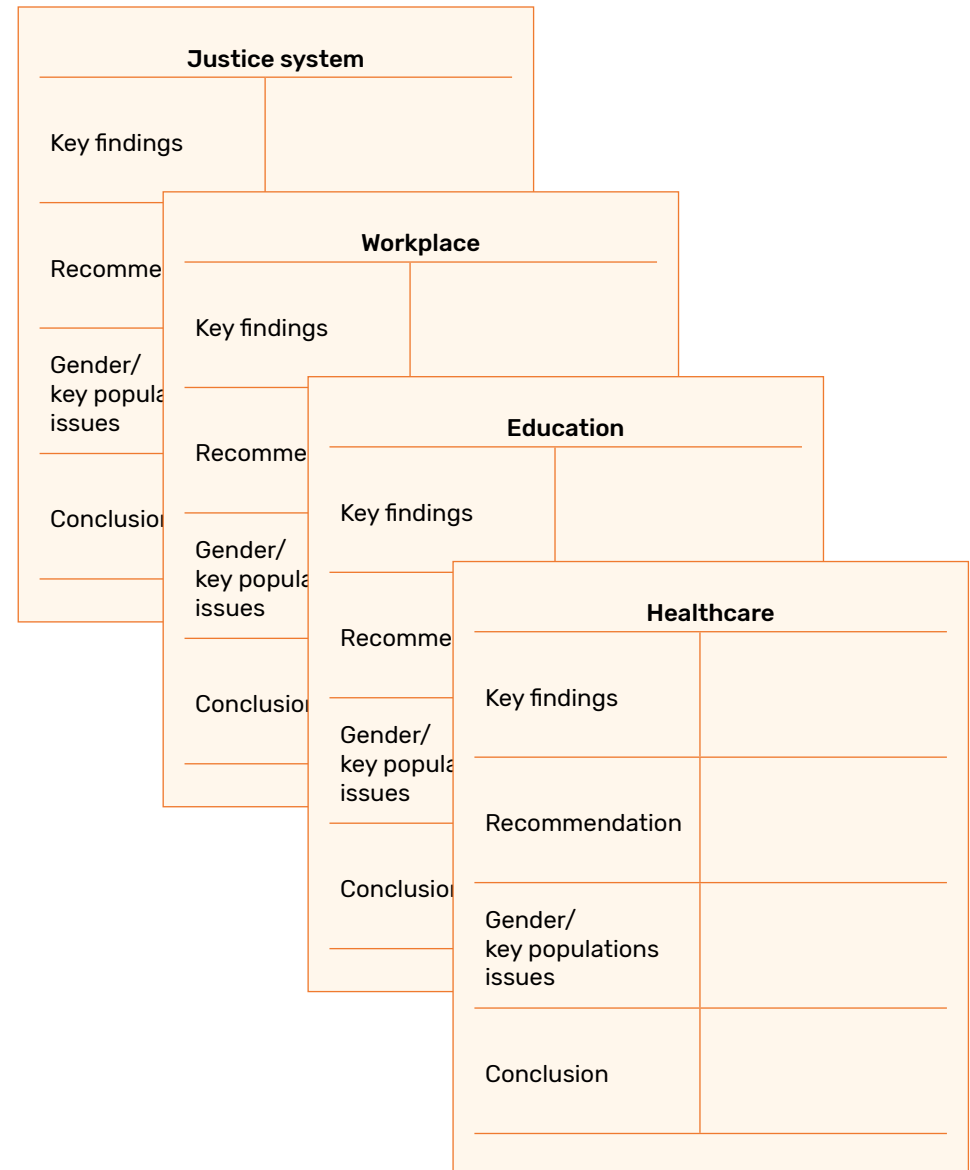 Justice system
Key findings
Recomme
Gender/
key popula
issues
Conclusion
Workplace
Key findings
Recomme
Gender/
key popula
issues
Conclusion
Education
Key findings
Recomme
Gender/
key popula
issues
Conclusion
Healthcare
Key findings
Recommendation
Gender/
key populations
issues
Conclusion